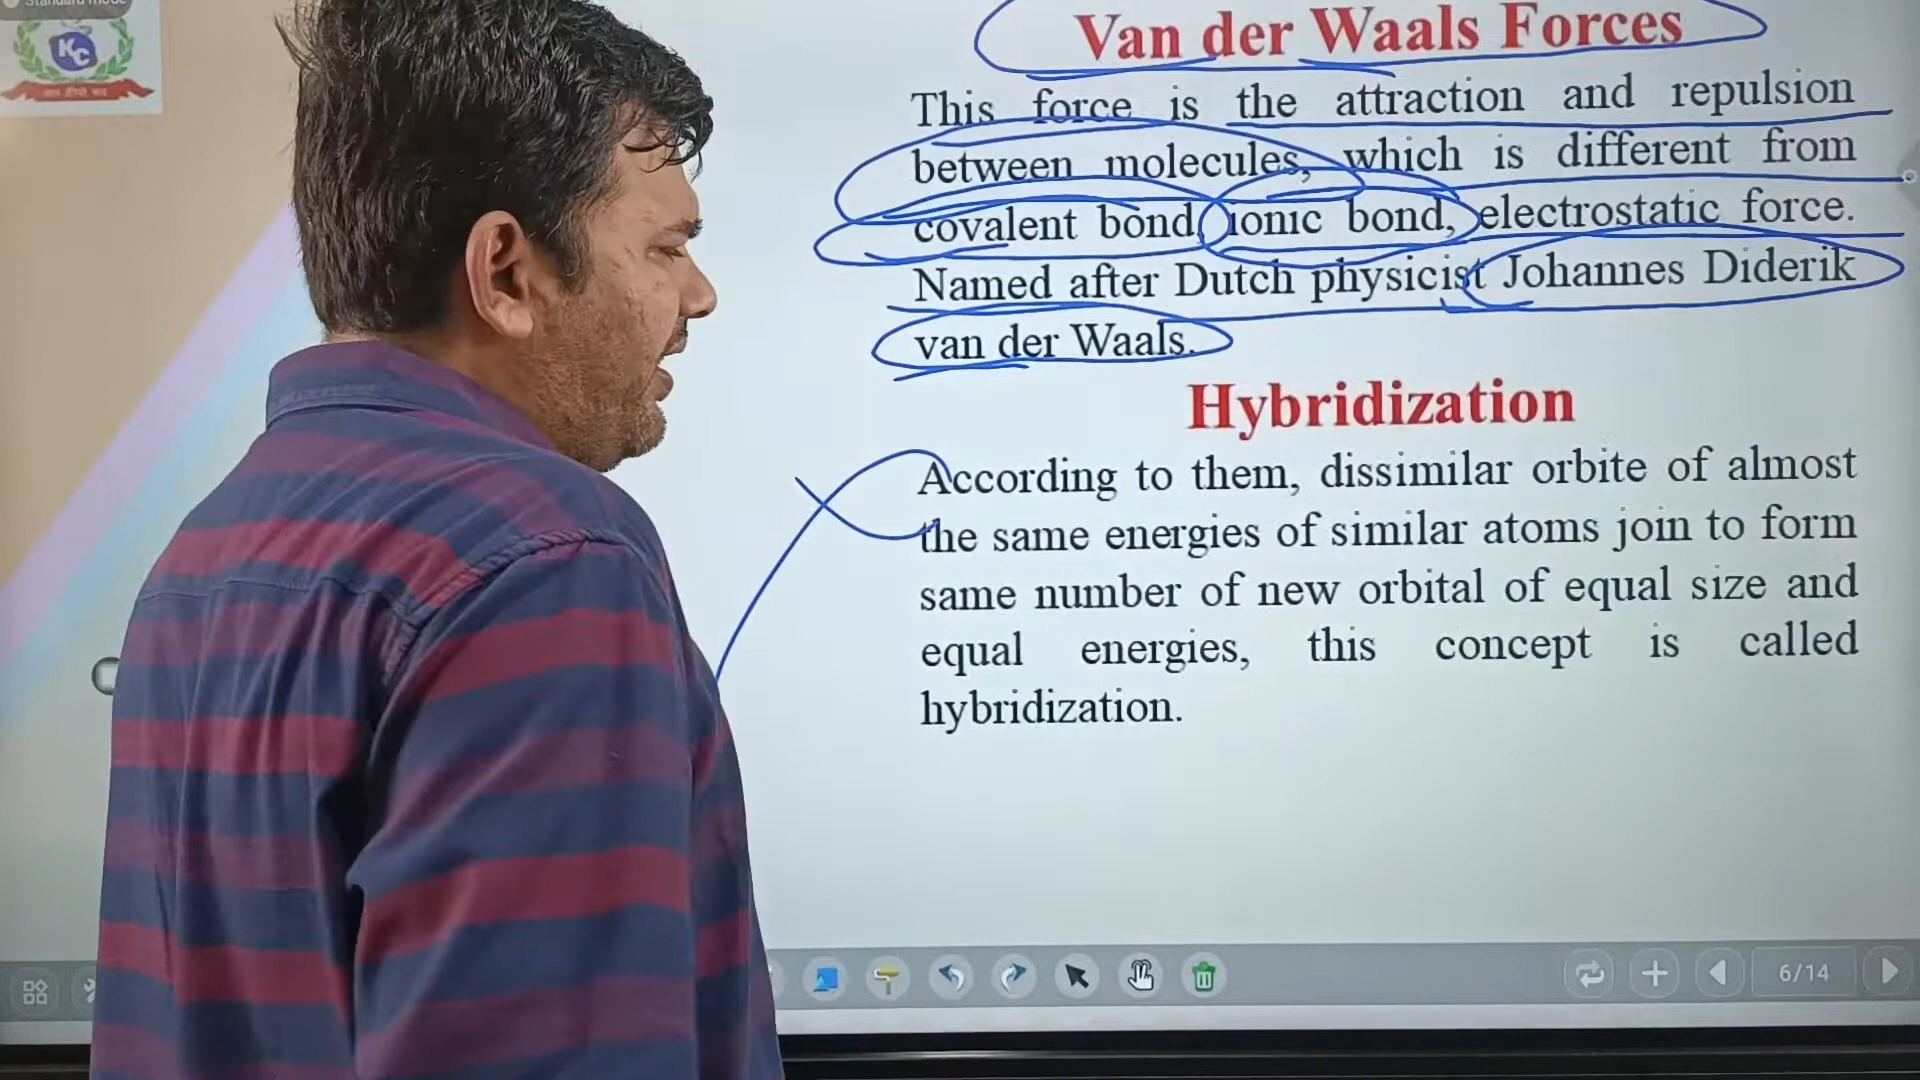 Standard mode
KC
Van der Waals Forces
This force is the attraction and repulsion
between molecules, which is different from
covalent bond, ionic bond, electrostatic force.
Named after Dutch physicist Johannes Diderik
van der Waals.
Hybridization
According to them, dissimilar orbite of almost
the same energies of similar atoms join to form
same number of new orbital of equal size and
equal energies, this concept is called
hybridization.
6/14